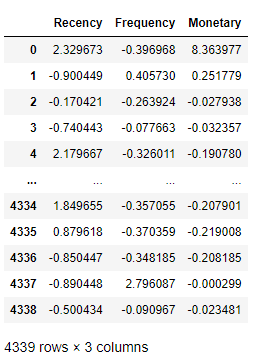 Recency Frequency Monetary
0 2.329673 -0.396968 8.363977
1 -0.900449 0.405730 0.251779
2 -0.170421 -0.263924 -0.027938
3 -0.740443 -0.077663 -0.032357
4 2.179667 -0.326011 -0.190780
... ... ... ...
4334 1.849655 -0.357055 -0.207901
4335 0.879618 -0.370359 -0.219008
4336 -0.850447 -0.348185 -0.208185
4337 -0.890448 2.796087 -0.000299
4338 -0.500434 -0.090967 -0.023481
4339 rows × 3 columns